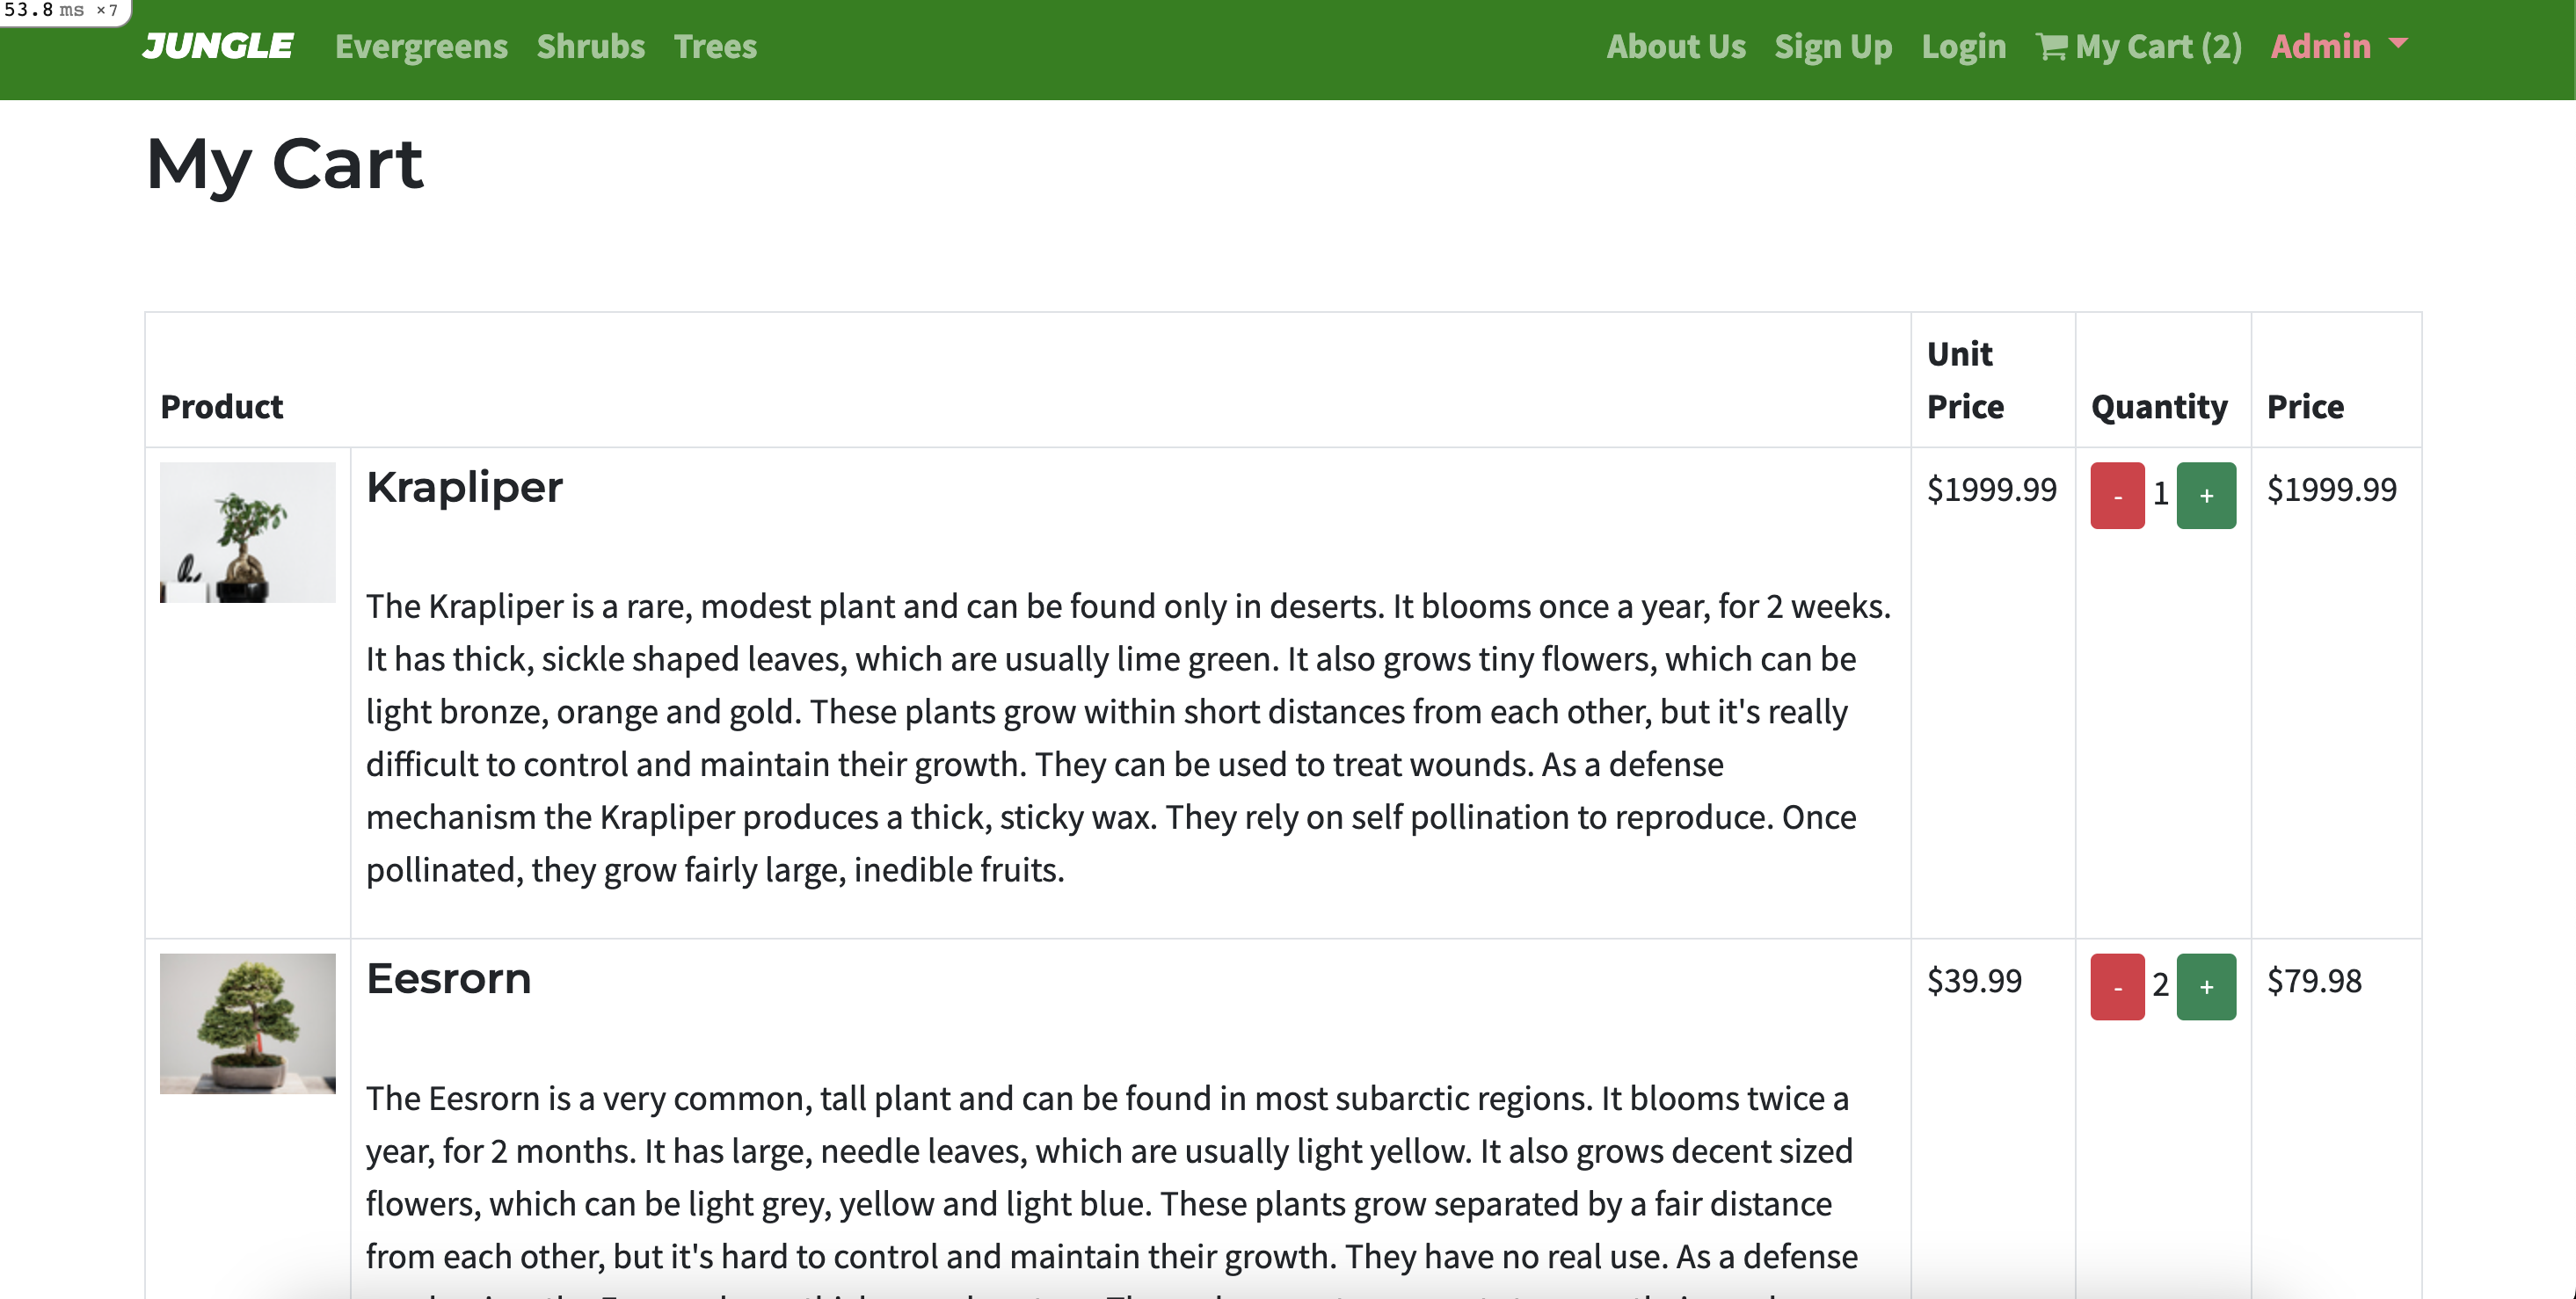 53.8 ms ×7
JUNGLE Evergreens Shrubs Trees About Us Sign Up Login My Cart (2) Admin
My Cart
Product Unit Price Quantity Price
Krapliper $1999.99 - 1 + $1999.99
The Krapliper is a rare, modest plant and can be found only in deserts. It blooms once a year, for 2 weeks.
It has thick, sickle shaped leaves, which are usually lime green. It also grows tiny flowers, which can be
light bronze, orange and gold. These plants grow within short distances from each other, but it's really
difficult to control and maintain their growth. They can be used to treat wounds. As a defense
mechanism the Krapliper produces a thick, sticky wax. They rely on self pollination to reproduce. Once
pollinated, they grow fairly large, inedible fruits.
Eesrorn $39.99 - 2 + $79.98
The Eesrorn is a very common, tall plant and can be found in most subarctic regions. It blooms twice a
year, for 2 months. It has large, needle leaves, which are usually light yellow. It also grows decent sized
flowers, which can be light grey, yellow and light blue. These plants grow separated by a fair distance
from each other, but it's hard to control and maintain their growth. They have no real use. As a defense